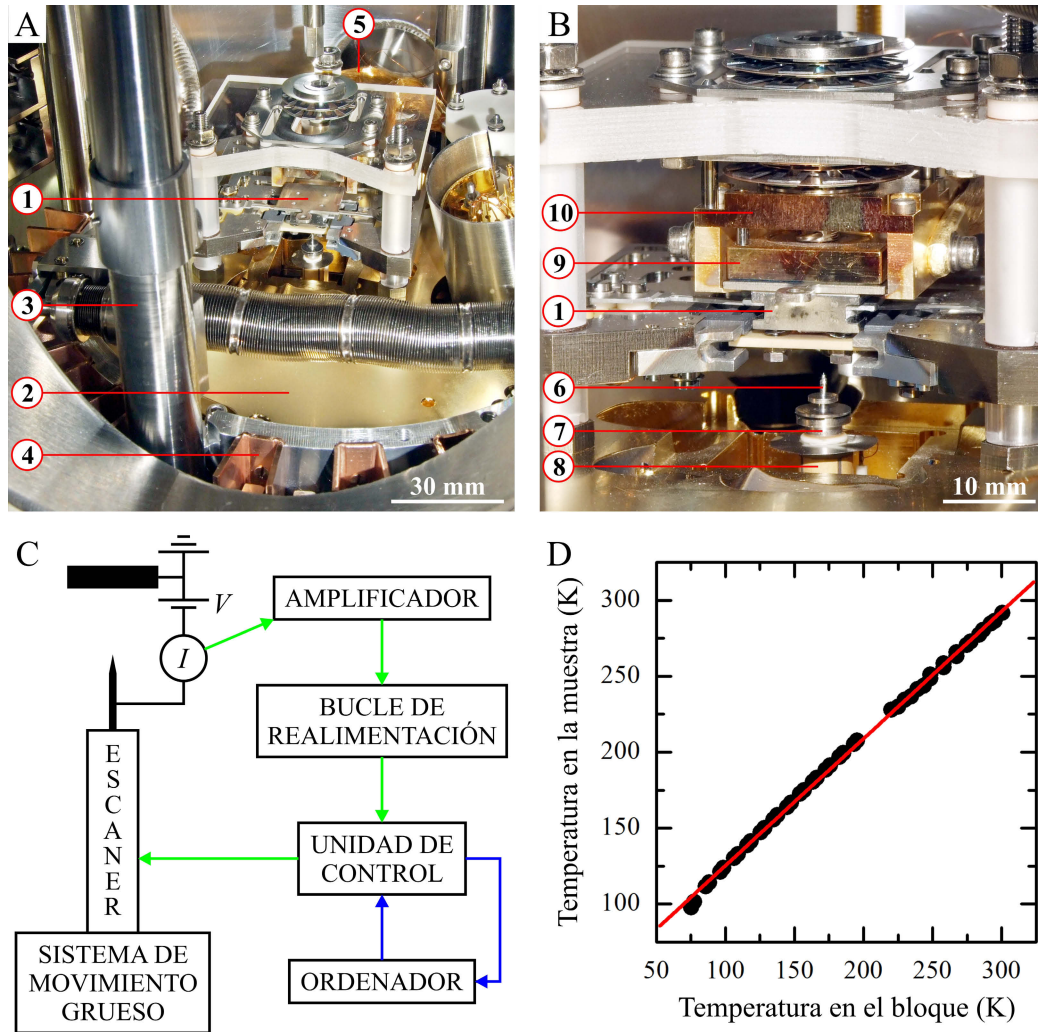 A
5
1
3
2
4
30 mm
B
10
9
1
6
7
8
10 mm
C
V
I
AMPLIFICADOR
BUCLE DE
REALIMENTACIÓN
UNIDAD DE
CONTROL
ORDENADOR
ESCANER
SISTEMA DE
MOVIMIENTO
GRUESO
D
Temperatura en la muestra (K)
300
250
200
150
100
50
100
150
200
250
300
Temperatura en el bloque (K)